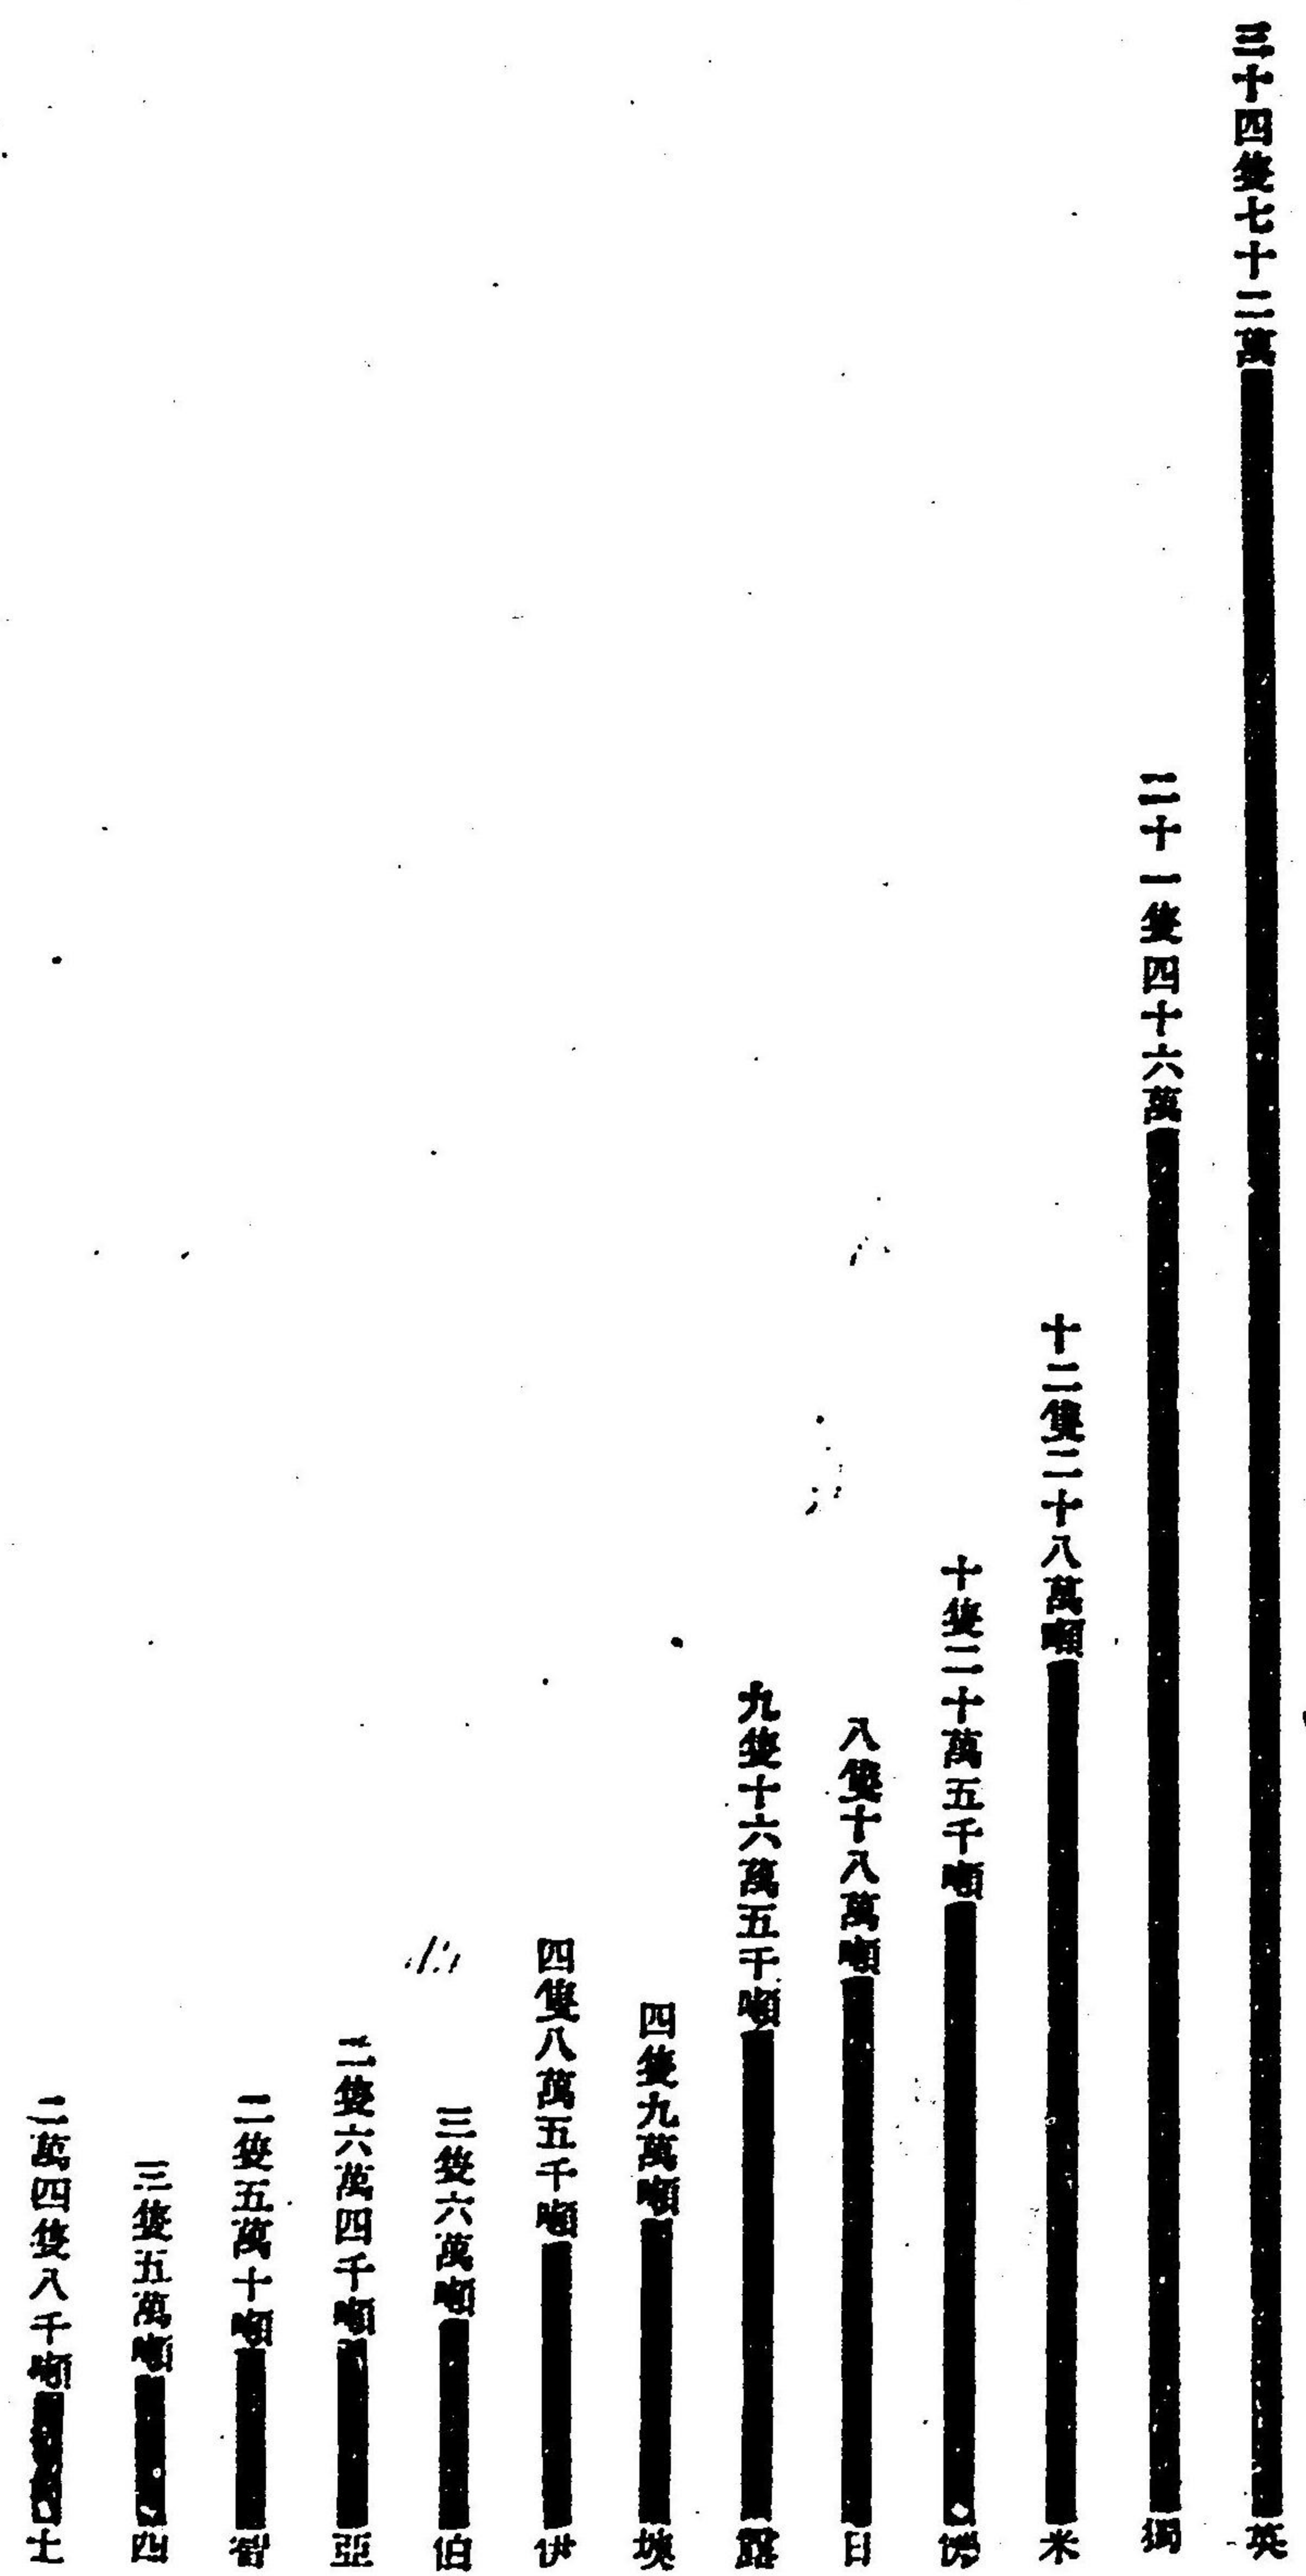 三十四隻七十二萬
英
二十一隻四十六萬
獨
十二隻二十八萬噸
米
十隻二十萬五千噸
八隻十八萬噸
日
九隻十六萬五千噸
露
四隻九萬噸
墺
四隻八萬五千噸
伊
三隻六萬噸
伯
二隻六萬四千噸
亞
二隻五萬十噸
智
三隻五萬噸
二萬四隻八千噸
土